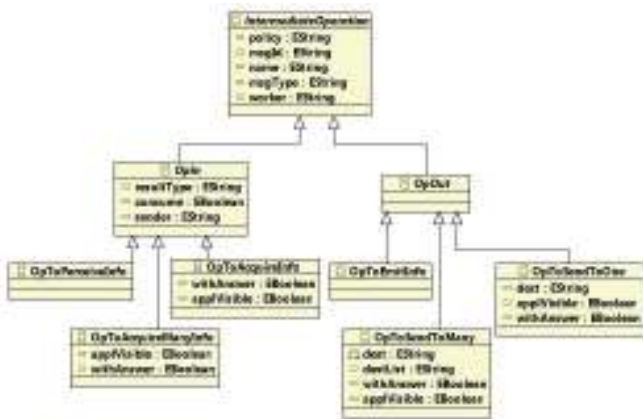 InteractionOperation
policy : EString
msgId : EString
name : EString
msgType : EString
worker : EString
OpIn
resultType : EString
consume : EBoolean
sender : EString
OpOut
OpToPerceiveInfo
OpToAcquireInfo
withAnswer : EBoolean
applVisible : EBoolean
OpToEmitInfo
OpToSendToOne
dest : EString
applVisible : EBoolean
withAnswer : EBoolean
OpToAcquireManyInfo
applVisible : EBoolean
withAnswer : EBoolean
OpToSendToMany
dest : EString
destList : EString
withAnswer : EBoolean
applVisible : EBoolean